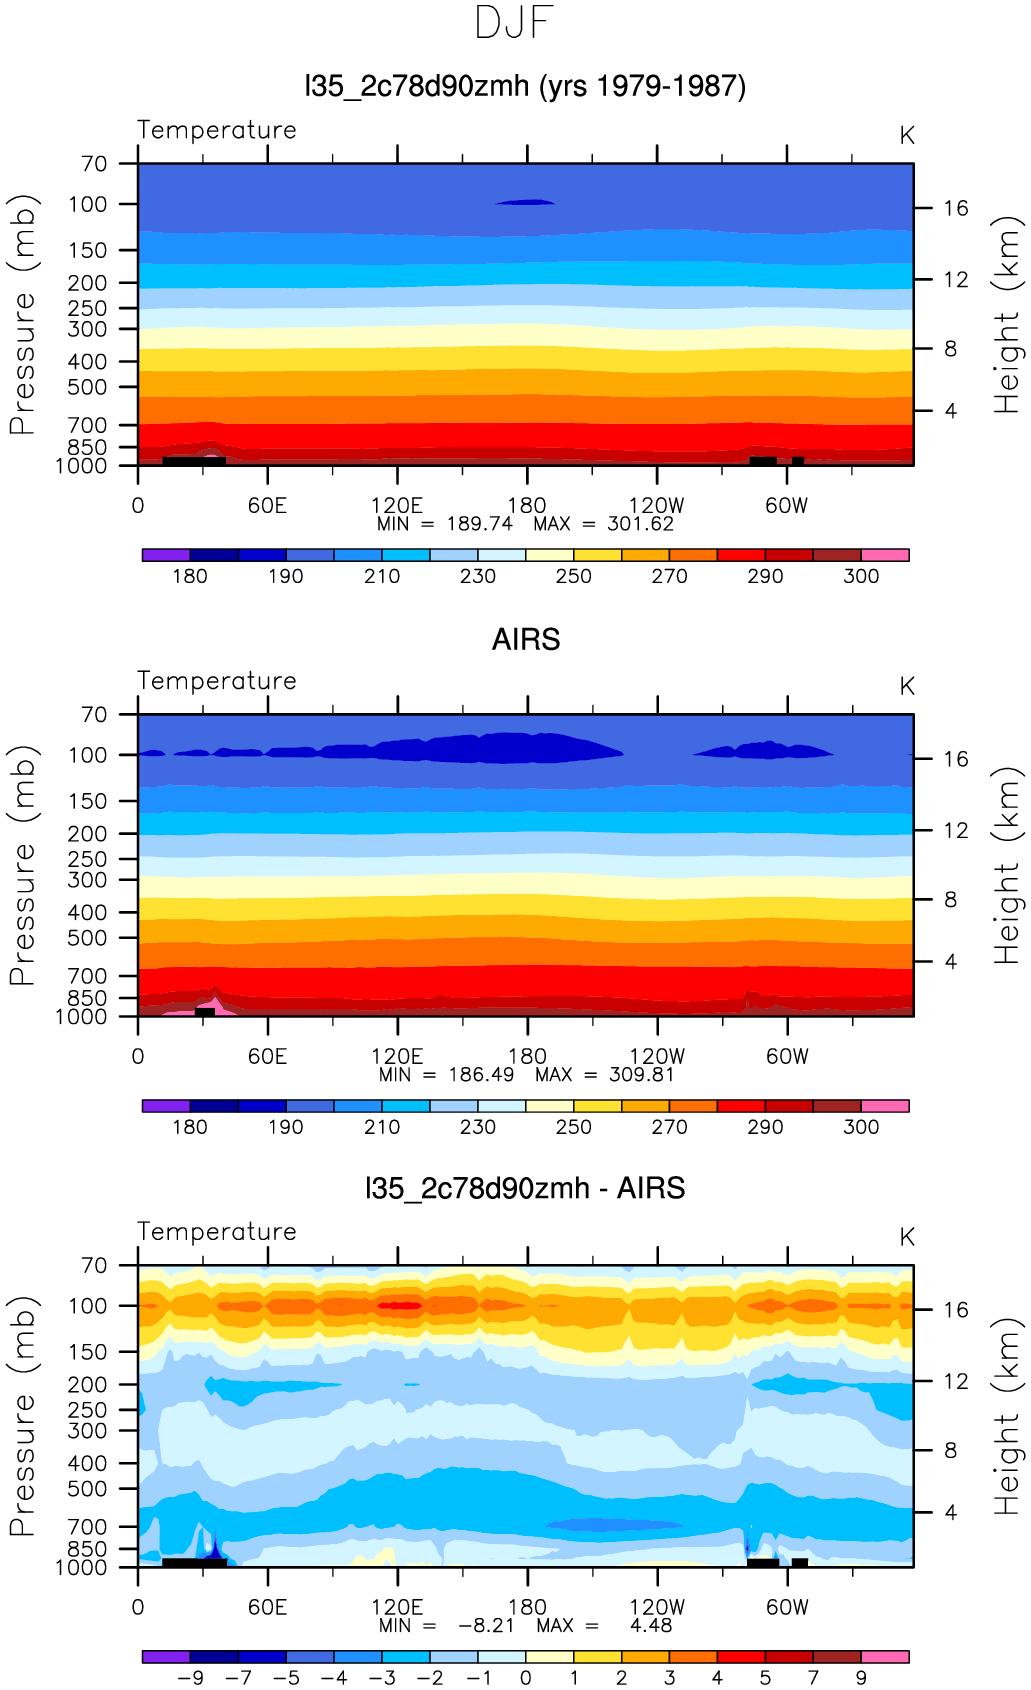 DJF
l35_2c78d90zmh (yrs 1979-1987)
Temperature K
Pressure (mb)
Height (km)
70
100
150
200
250
300
400
500
700
850
1000
16
12
8
4
0 60E 120E 180 120W 60W
MIN = 189.74 MAX = 301.62
180 190 210 230 250 270 290 300
AIRS
Temperature K
Pressure (mb)
Height (km)
70
100
150
200
250
300
400
500
700
850
1000
16
12
8
4
0 60E 120E 180 120W 60W
MIN = 186.49 MAX = 309.81
180 190 210 230 250 270 290 300
l35_2c78d90zmh - AIRS
Temperature K
Pressure (mb)
Height (km)
70
100
150
200
250
300
400
500
700
850
1000
16
12
8
4
0 60E 120E 180 120W 60W
MIN = -8.21 MAX = 4.48
-9 -7 -5 -4 -3 -2 -1 0 1 2 3 4 5 7 9